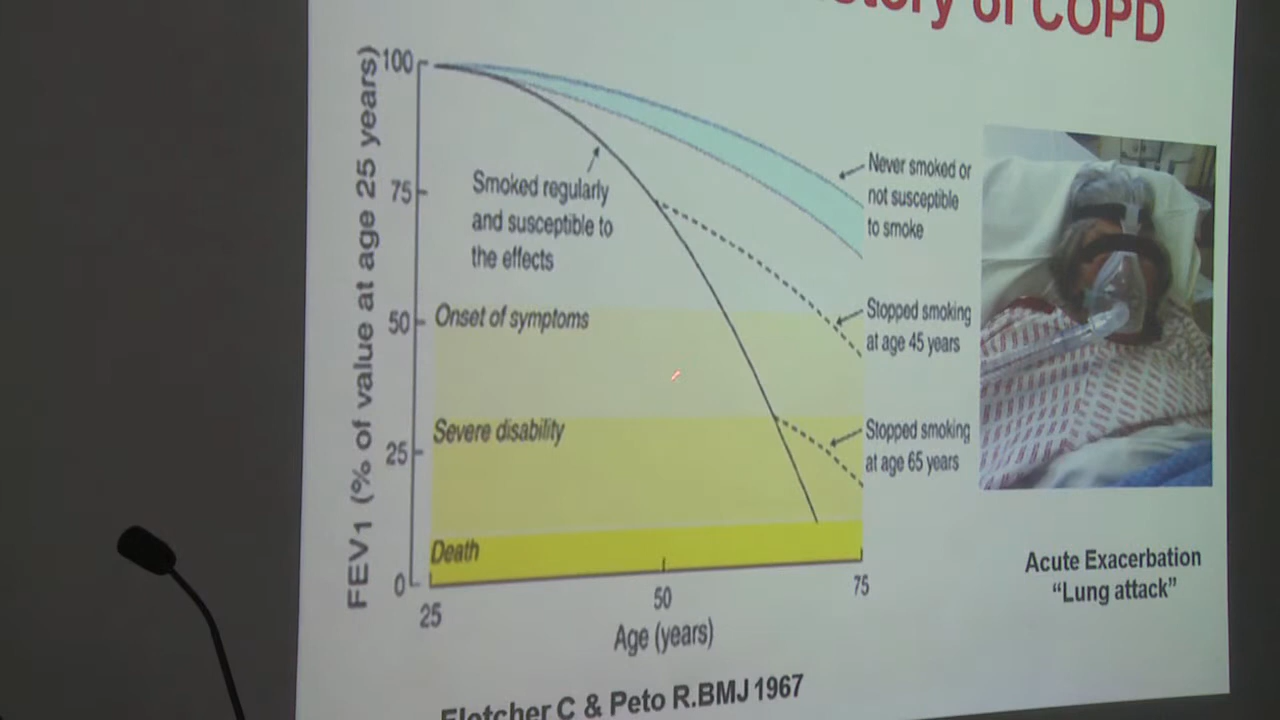 of COPD
FEV1 (% of value at age 25 years)
100
75
50
25
0
Smoked regularly
and susceptible to
the effects
Never smoked or
not susceptible
to smoke
Onset of symptoms
Stopped smoking
at age 45 years
Severe disability
Stopped smoking
at age 65 years
Death
25
50
75
Age (years)
Acute Exacerbation
“Lung attack”
Fletcher C & Peto R.BMJ 1967